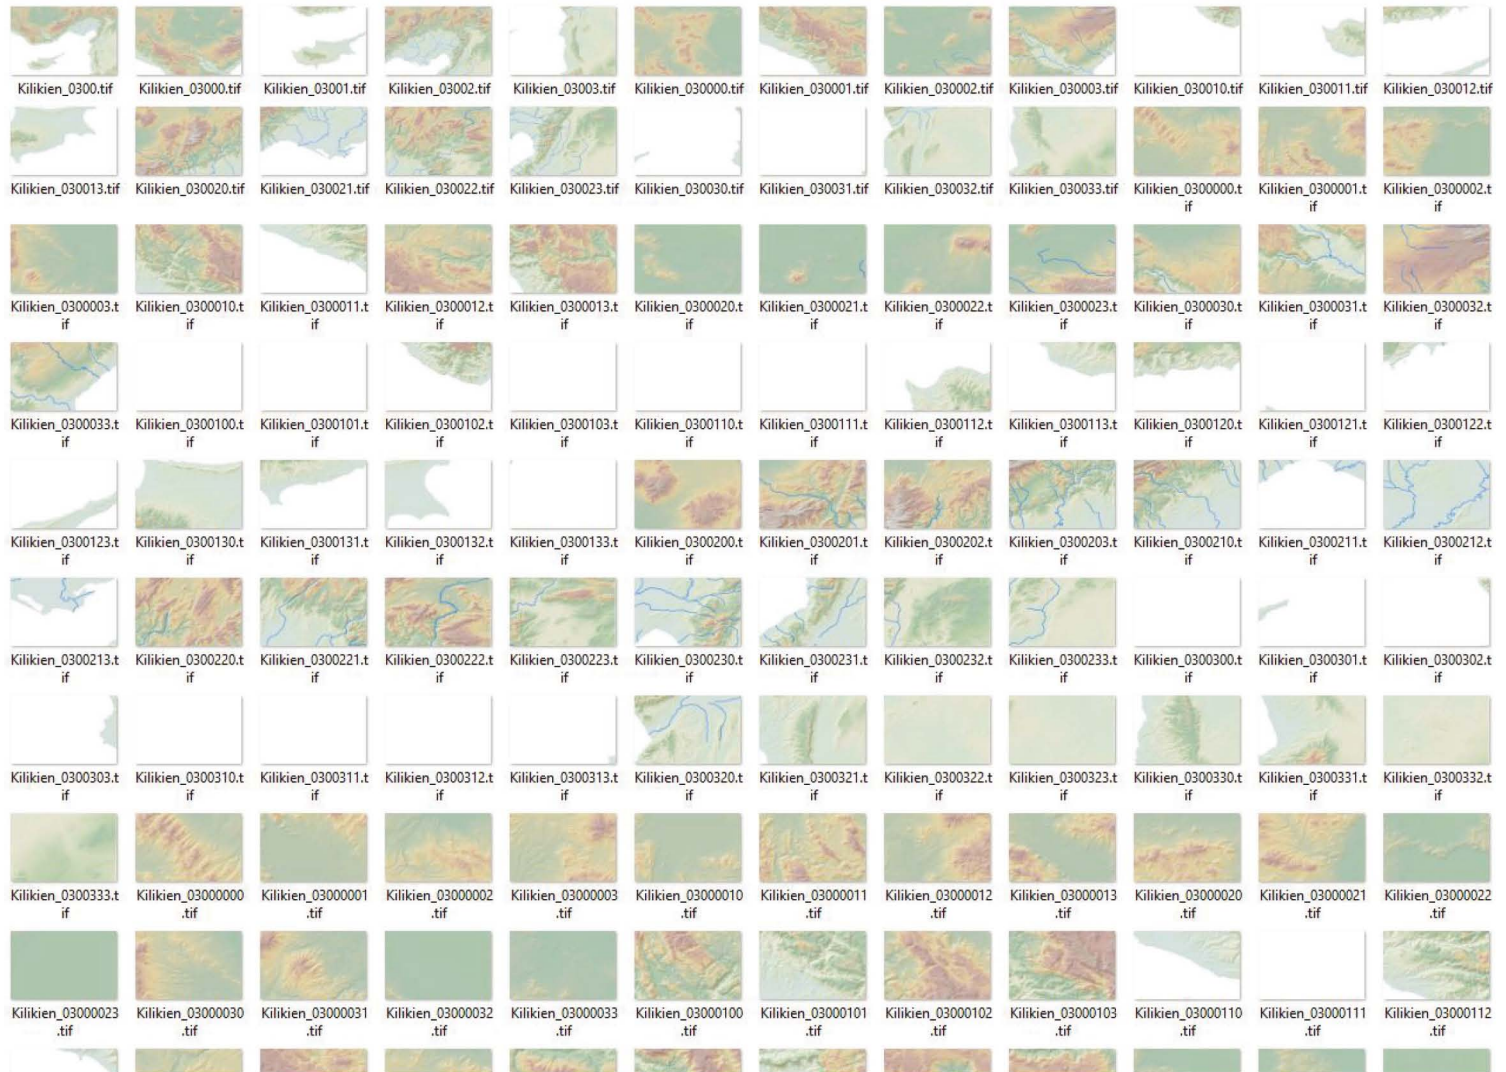 Kilikien_0300.tif Kilikien_03000.tif Kilikien_03001.tif Kilikien_03002.tif Kilikien_03003.tif Kilikien_030000.tif Kilikien_030001.tif Kilikien_030002.tif Kilikien_030003.tif Kilikien_030010.tif Kilikien_030011.tif Kilikien_030012.tif
Kilikien_030013.tif Kilikien_030020.tif Kilikien_030021.tif Kilikien_030022.tif Kilikien_030023.tif Kilikien_030030.tif Kilikien_030031.tif Kilikien_030032.tif Kilikien_030033.tif Kilikien_0300000.t Kilikien_0300001.t Kilikien_0300002.t
if if if
Kilikien_0300003.t Kilikien_0300010.t Kilikien_0300011.t Kilikien_0300012.t Kilikien_0300013.t Kilikien_0300020.t Kilikien_0300021.t Kilikien_0300022.t Kilikien_0300023.t Kilikien_0300030.t Kilikien_0300031.t Kilikien_0300032.t
if if if if if if if if if if if if
Kilikien_0300033.t Kilikien_0300100.t Kilikien_0300101.t Kilikien_0300102.t Kilikien_0300103.t Kilikien_0300110.t Kilikien_0300111.t Kilikien_0300112.t Kilikien_0300113.t Kilikien_0300120.t Kilikien_0300121.t Kilikien_0300122.t
if if if if if if if if if if if if
Kilikien_0300123.t Kilikien_0300130.t Kilikien_0300131.t Kilikien_0300132.t Kilikien_0300133.t Kilikien_0300200.t Kilikien_0300201.t Kilikien_0300202.t Kilikien_0300203.t Kilikien_0300210.t Kilikien_0300211.t Kilikien_0300212.t
if if if if if if if if if if if if
Kilikien_0300213.t Kilikien_0300220.t Kilikien_0300221.t Kilikien_0300222.t Kilikien_0300223.t Kilikien_0300230.t Kilikien_0300231.t Kilikien_0300232.t Kilikien_0300233.t Kilikien_0300300.t Kilikien_0300301.t Kilikien_0300302.t
if if if if if if if if if if if if
Kilikien_0300303.t Kilikien_0300310.t Kilikien_0300311.t Kilikien_0300312.t Kilikien_0300313.t Kilikien_0300320.t Kilikien_0300321.t Kilikien_0300322.t Kilikien_0300323.t Kilikien_0300330.t Kilikien_0300331.t Kilikien_0300332.t
if if if if if if if if if if if if
Kilikien_0300333.t Kilikien_03000000 Kilikien_03000001 Kilikien_03000002 Kilikien_03000003 Kilikien_03000010 Kilikien_03000011 Kilikien_03000012 Kilikien_03000013 Kilikien_03000020 Kilikien_03000021 Kilikien_03000022
if .tif .tif .tif .tif .tif .tif .tif .tif .tif .tif .tif
Kilikien_03000023 Kilikien_03000030 Kilikien_03000031 Kilikien_03000032 Kilikien_03000033 Kilikien_03000100 Kilikien_03000101 Kilikien_03000102 Kilikien_03000103 Kilikien_03000110 Kilikien_03000111 Kilikien_03000112
.tif .tif .tif .tif .tif .tif .tif .tif .tif .tif .tif .tif